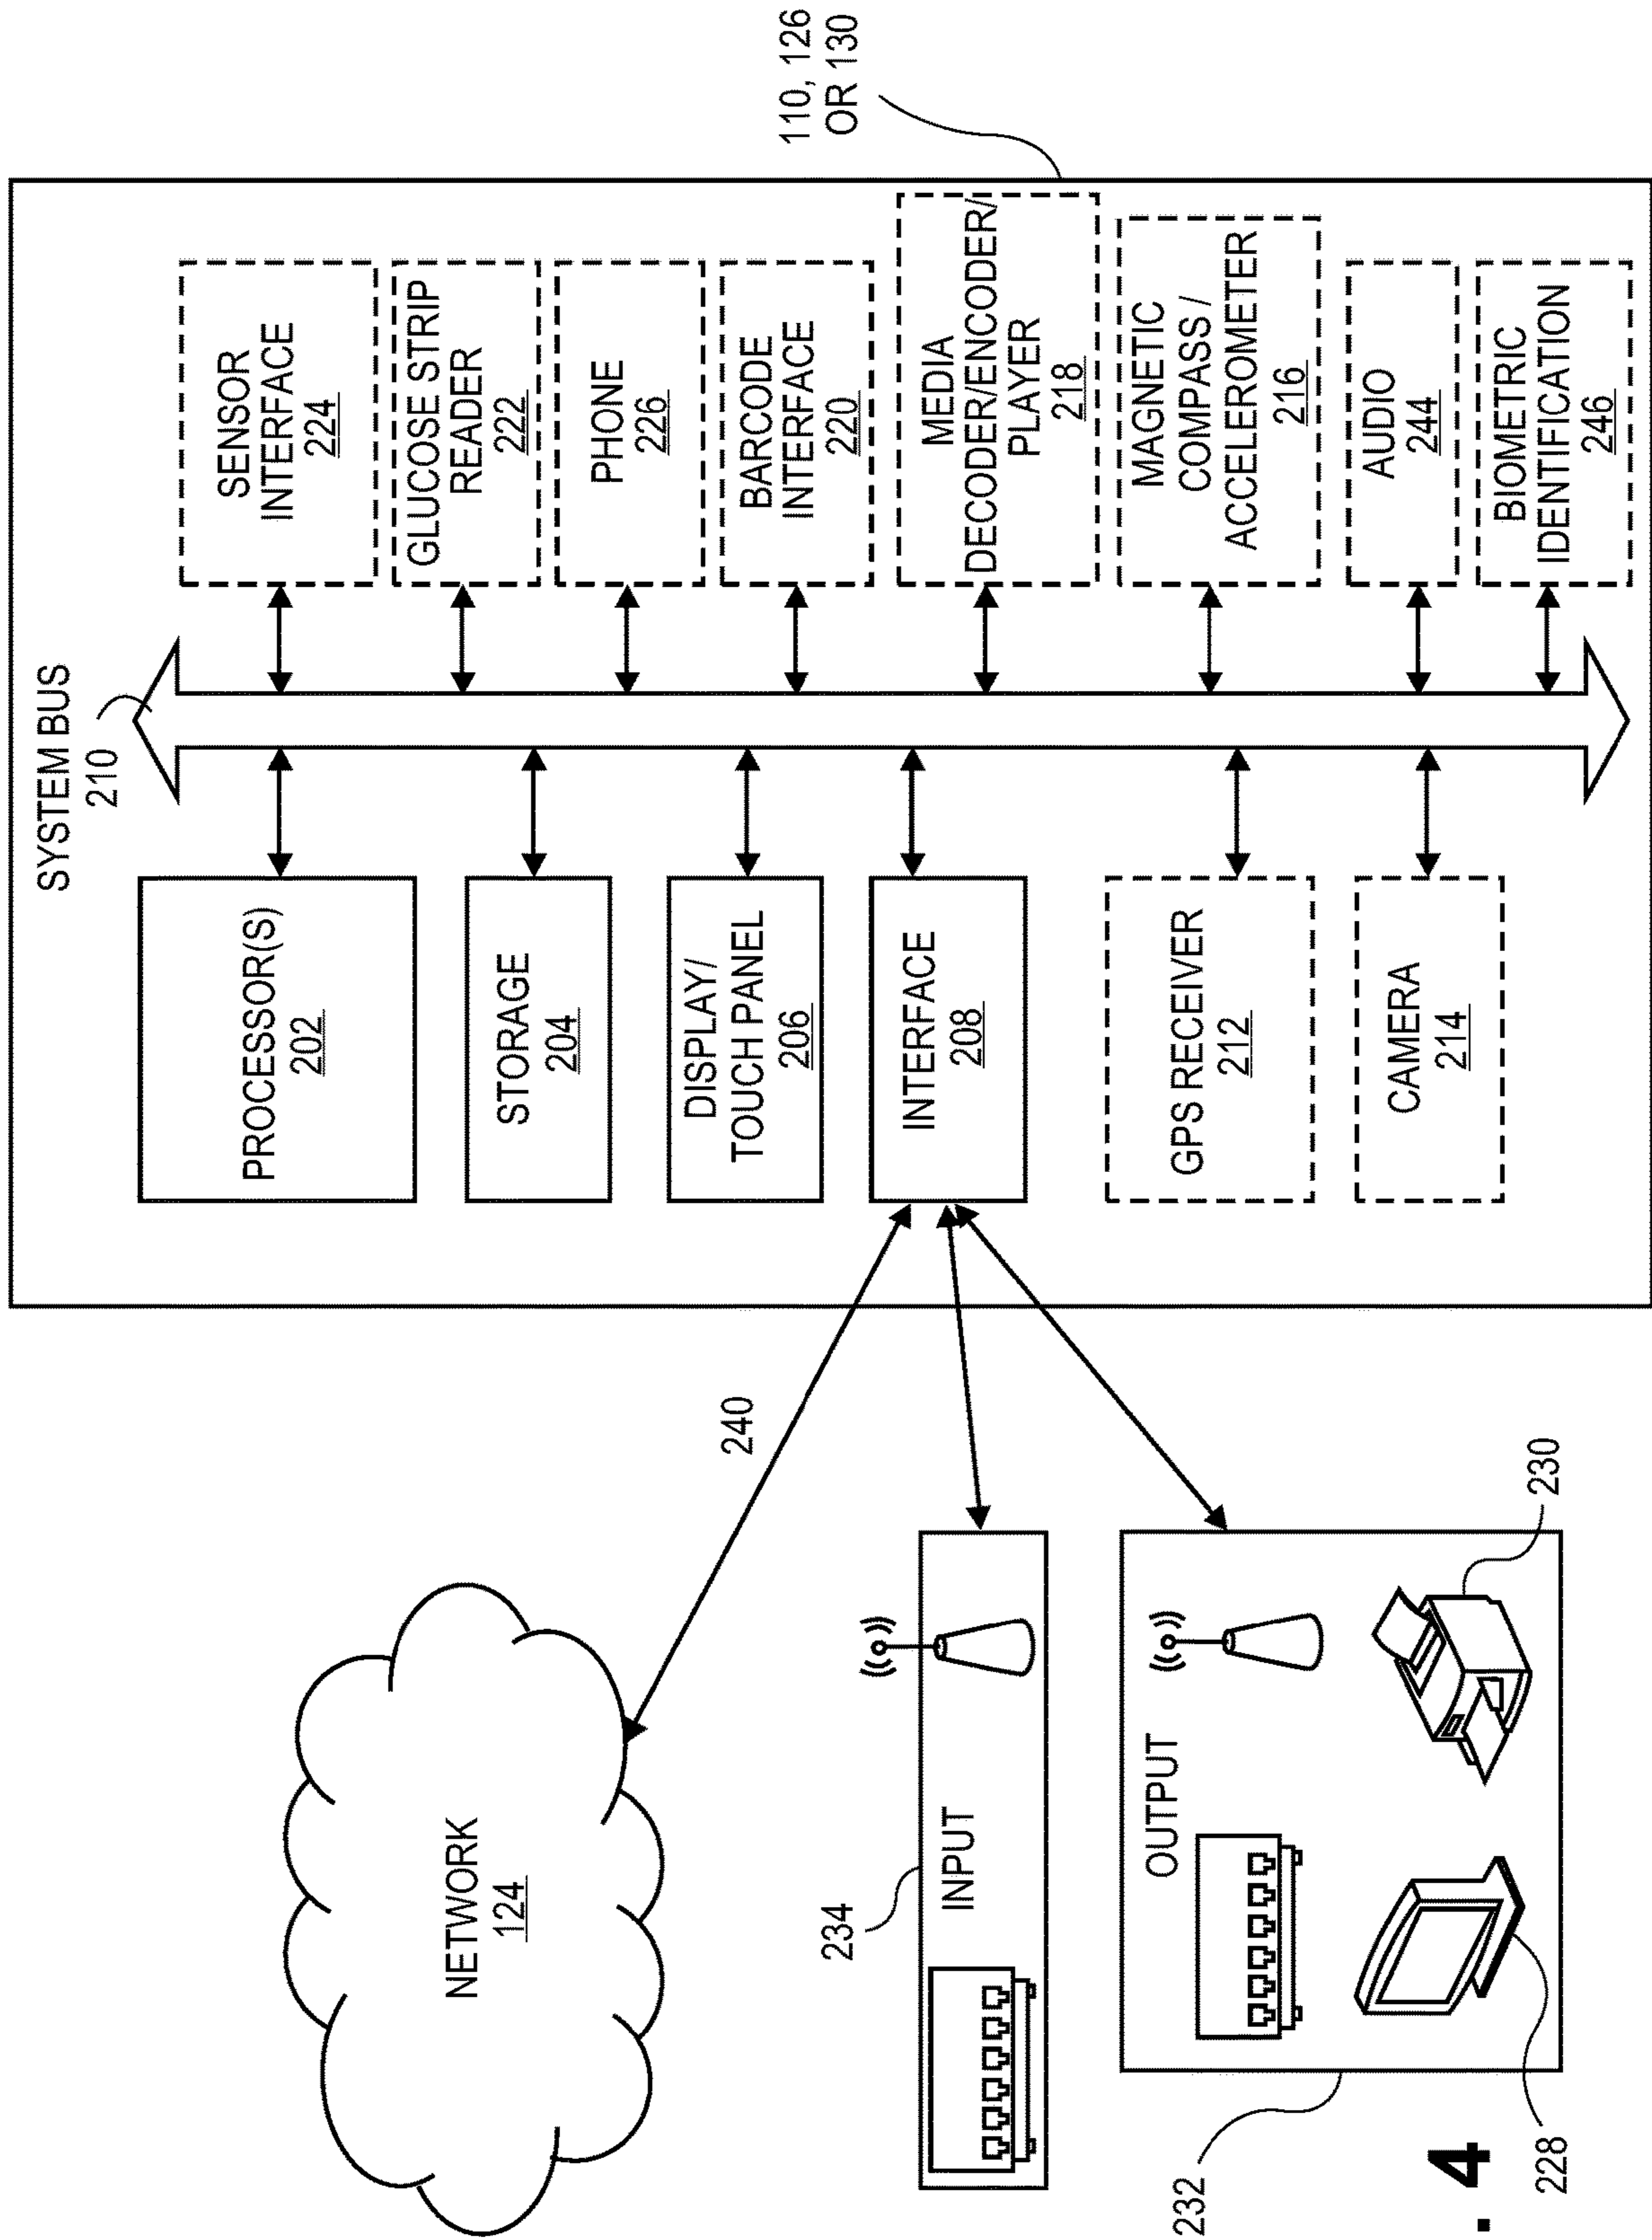 SYSTEM BUS
210
110, 126
OR 130
PROCESSOR(S)
202
STORAGE
204
DISPLAY/
TOUCH PANEL
206
INTERFACE
208
GPS RECEIVER
212
CAMERA
214
SENSOR
INTERFACE
224
GLUCOSE STRIP
READER
222
PHONE
226
BARCODE
INTERFACE
220
MEDIA
DECODER/ENCODER/
PLAYER
218
MAGNETIC
COMPASS /
ACCELEROMETER
216
AUDIO
244
BIOMETRIC
IDENTIFICATION
246
NETWORK
124
240
234
INPUT
OUTPUT
230
232
228
. 4